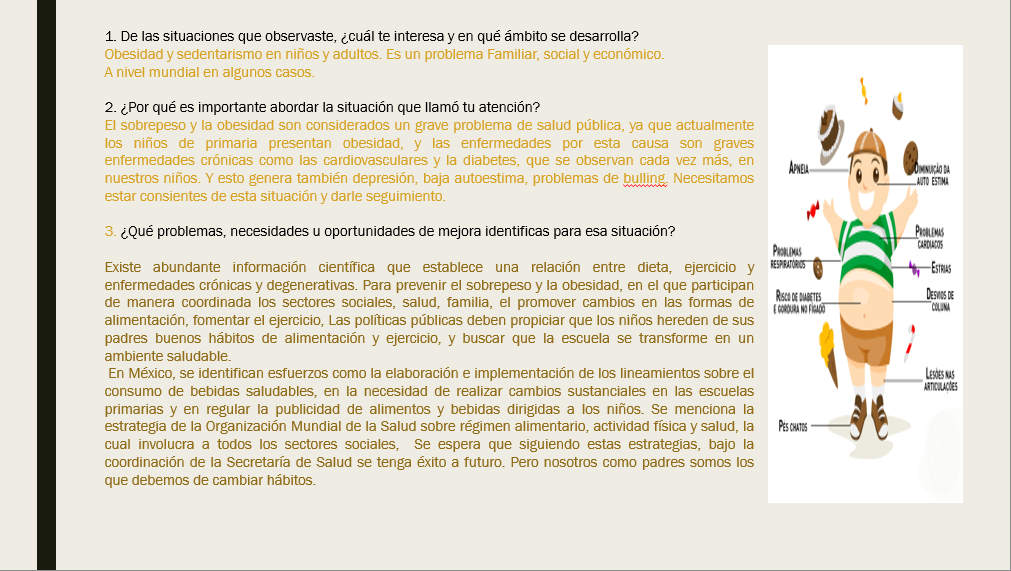 1. De las situaciones que observaste, ¿cuál te interesa y en qué ámbito se desarrolla?
Obesidad y sedentarismo en niños y adultos. Es un problema Familiar, social y económico.
A nivel mundial en algunos casos.
2. ¿Por qué es importante abordar la situación que llamó tu atención?
El sobrepeso y la obesidad son considerados un grave problema de salud pública, ya que actualmente
los niños de primaria presentan obesidad, y las enfermedades por esta causa son graves
enfermedades crónicas como las cardiovasculares y la diabetes, que se observan cada vez más, en
nuestros niños. Y esto genera también depresión, baja autoestima, problemas de bulling. Necesitamos
estar consientes de esta situación y darle seguimiento.
3. ¿Qué problemas, necesidades u oportunidades de mejora identificas para esa situación?
Existe abundante información científica que establece una relación entre dieta, ejercicio y
enfermedades crónicas y degenerativas. Para prevenir el sobrepeso y la obesidad, en el que participan
de manera coordinada los sectores sociales, salud, familia, el promover cambios en las formas de
alimentación, fomentar el ejercicio, Las políticas públicas deben propiciar que los niños hereden de sus
padres buenos hábitos de alimentación y ejercicio, y buscar que la escuela se transforme en un
ambiente saludable.
En México, se identifican esfuerzos como la elaboración e implementación de los lineamientos sobre el
consumo de bebidas saludables, en la necesidad de realizar cambios sustanciales en las escuelas
primarias y en regular la publicidad de alimentos y bebidas dirigidas a los niños. Se menciona la
estrategia de la Organización Mundial de la Salud sobre régimen alimentario, actividad física y salud, la
cual involucra a todos los sectores sociales, Se espera que siguiendo estas estrategias, bajo la
coordinación de la Secretaría de Salud se tenga éxito a futuro. Pero nosotros como padres somos los
que debemos de cambiar hábitos.
APNEIA
DIMINUIÇÃO DA
AUTO ESTIMA
PROBLEMAS
CARDIACOS
PROBLEMAS
RESPIRATÓRIOS
ESTRIAS
RISCO DE DIABETES
E GORDURA NO FÍGADO
DESVIOS DE
COLUNA
LESÕES NAS
ARTICULAÇÕES
PÉS CHATOS